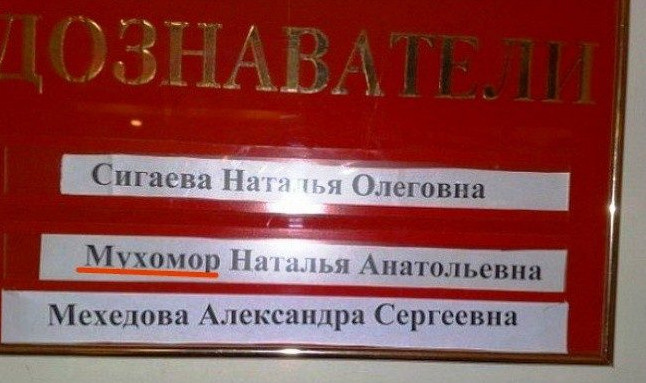 ДОЗНАВАТЕЛИ
Сигаева Наталья Олеговна
Мухомор Наталья Анатольевна
Мехедова Александра Сергеевна